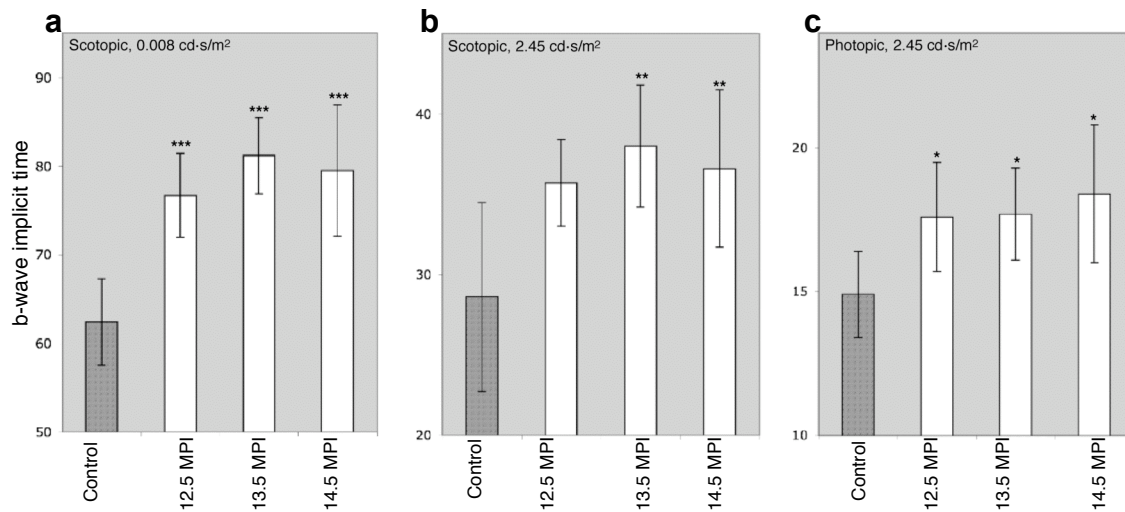 a
b
c
Scotopic, 0.008 cd·s/m²
Scotopic, 2.45 cd·s/m²
Photopic, 2.45 cd·s/m²
b-wave implicit time
90
80
70
60
50
***
***
***
Control
12.5 MPI
13.5 MPI
14.5 MPI
40
30
20
**
**
Control
12.5 MPI
13.5 MPI
14.5 MPI
20
15
10
*
*
*
Control
12.5 MPI
13.5 MPI
14.5 MPI